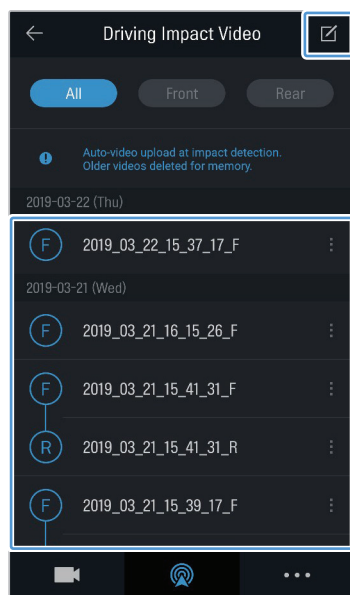 Driving Impact Video
All Front Rear
Auto-video upload at impact detection.
Older videos deleted for memory.
2019-03-22 (Thu)
F 2019_03_22_15_37_17_F
2019-03-21 (Wed)
F 2019_03_21_16_15_26_F
F 2019_03_21_15_41_31_F
R 2019_03_21_15_41_31_R
F 2019_03_21_15_39_17_F